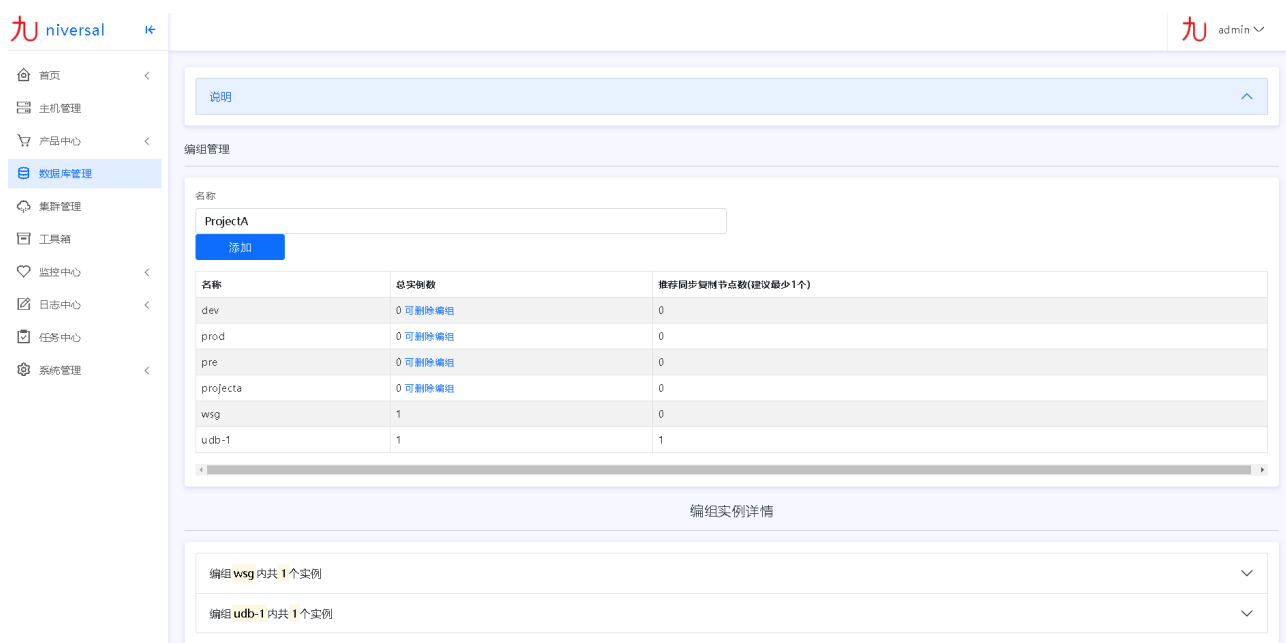 九U niversal
九U admin
首页
主机管理
产品中心
数据库管理
集群管理
工具箱
监控中心
日志中心
任务中心
系统管理
说明
编组管理
名称
ProjectA
添加
名称 总实例数 推荐同步复制节点数(建议最少1个)
dev 0 可删除编组 0
prod 0 可删除编组 0
pre 0 可删除编组 0
projecta 0 可删除编组 0
wsg 1 0
udb-1 1 1
编组实例详情
编组 wsg 内共 1 个实例
编组 udb-1 内共 1 个实例